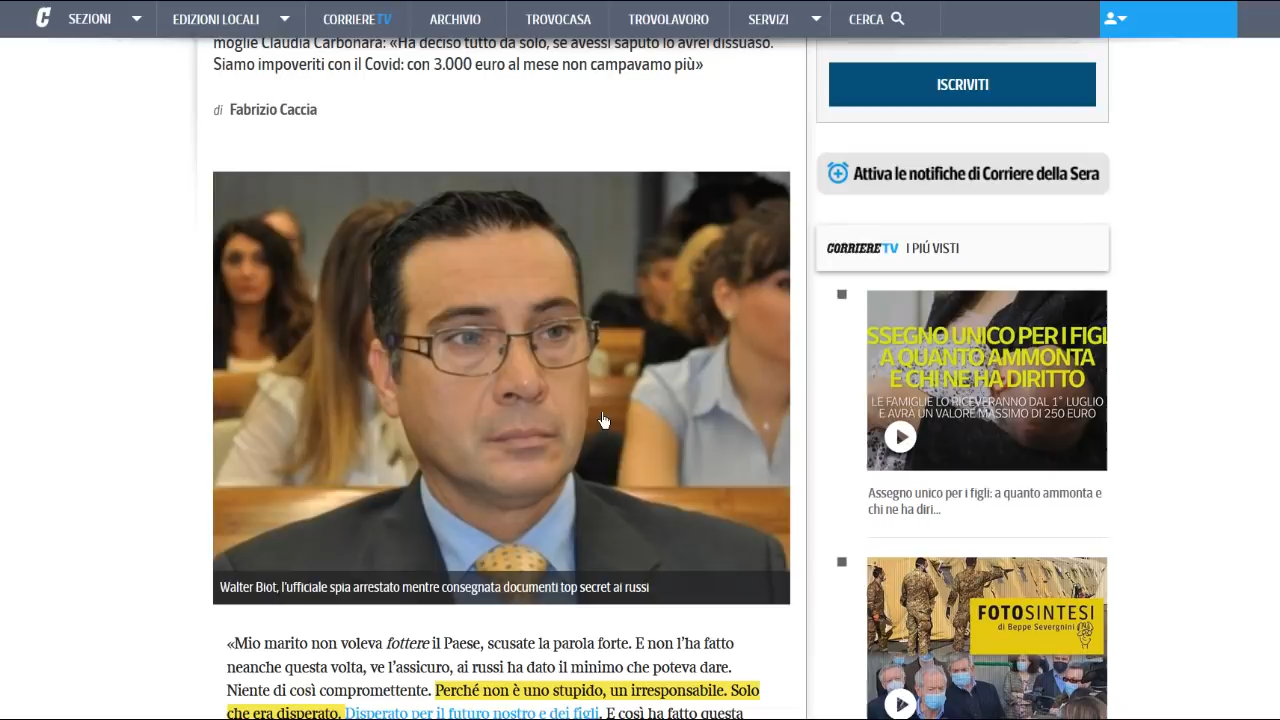 C SEZIONI EDIZIONI LOCALI CORRIERETV ARCHIVIO TROVOCASA TROVOLAVORO SERVIZI CERCA
moglie Claudia Carbonara: «Ha deciso tutto da solo, se avessi saputo lo avrei dissuaso.
Siamo impoveriti con il Covid: con 3.000 euro al mese non campavamo più»
di Fabrizio Caccia
Walter Biot, l'ufficiale spia arrestato mentre consegnata documenti top secret ai russi
«Mio marito non voleva fottere il Paese, scusate la parola forte. E non l'ha fatto
neanche questa volta, ve l'assicuro, ai russi ha dato il minimo che poteva dare.
Niente di così compromettente. Perché non è uno stupido, un irresponsabile. Solo
che era disperato. Disperato per il futuro nostro e dei figli. E così ha fatto questa
ISCRIVITI
Attiva le notifiche di Corriere della Sera
CORRIERETV I PIÚ VISTI
SSEGNO UNICO PER I FIGL
A QUANTO AMMONTA
E CHI NE HA DIRITTO
LE FAMIGLIE LO RICEVERANNO DAL 1° LUGLIO
E AVRÀ UN VALORE MASSIMO DI 250 EURO
Assegno unico per i figli: a quanto ammonta e
chi ne ha diri...
FOTOSINTESI
di Beppe Severgnini